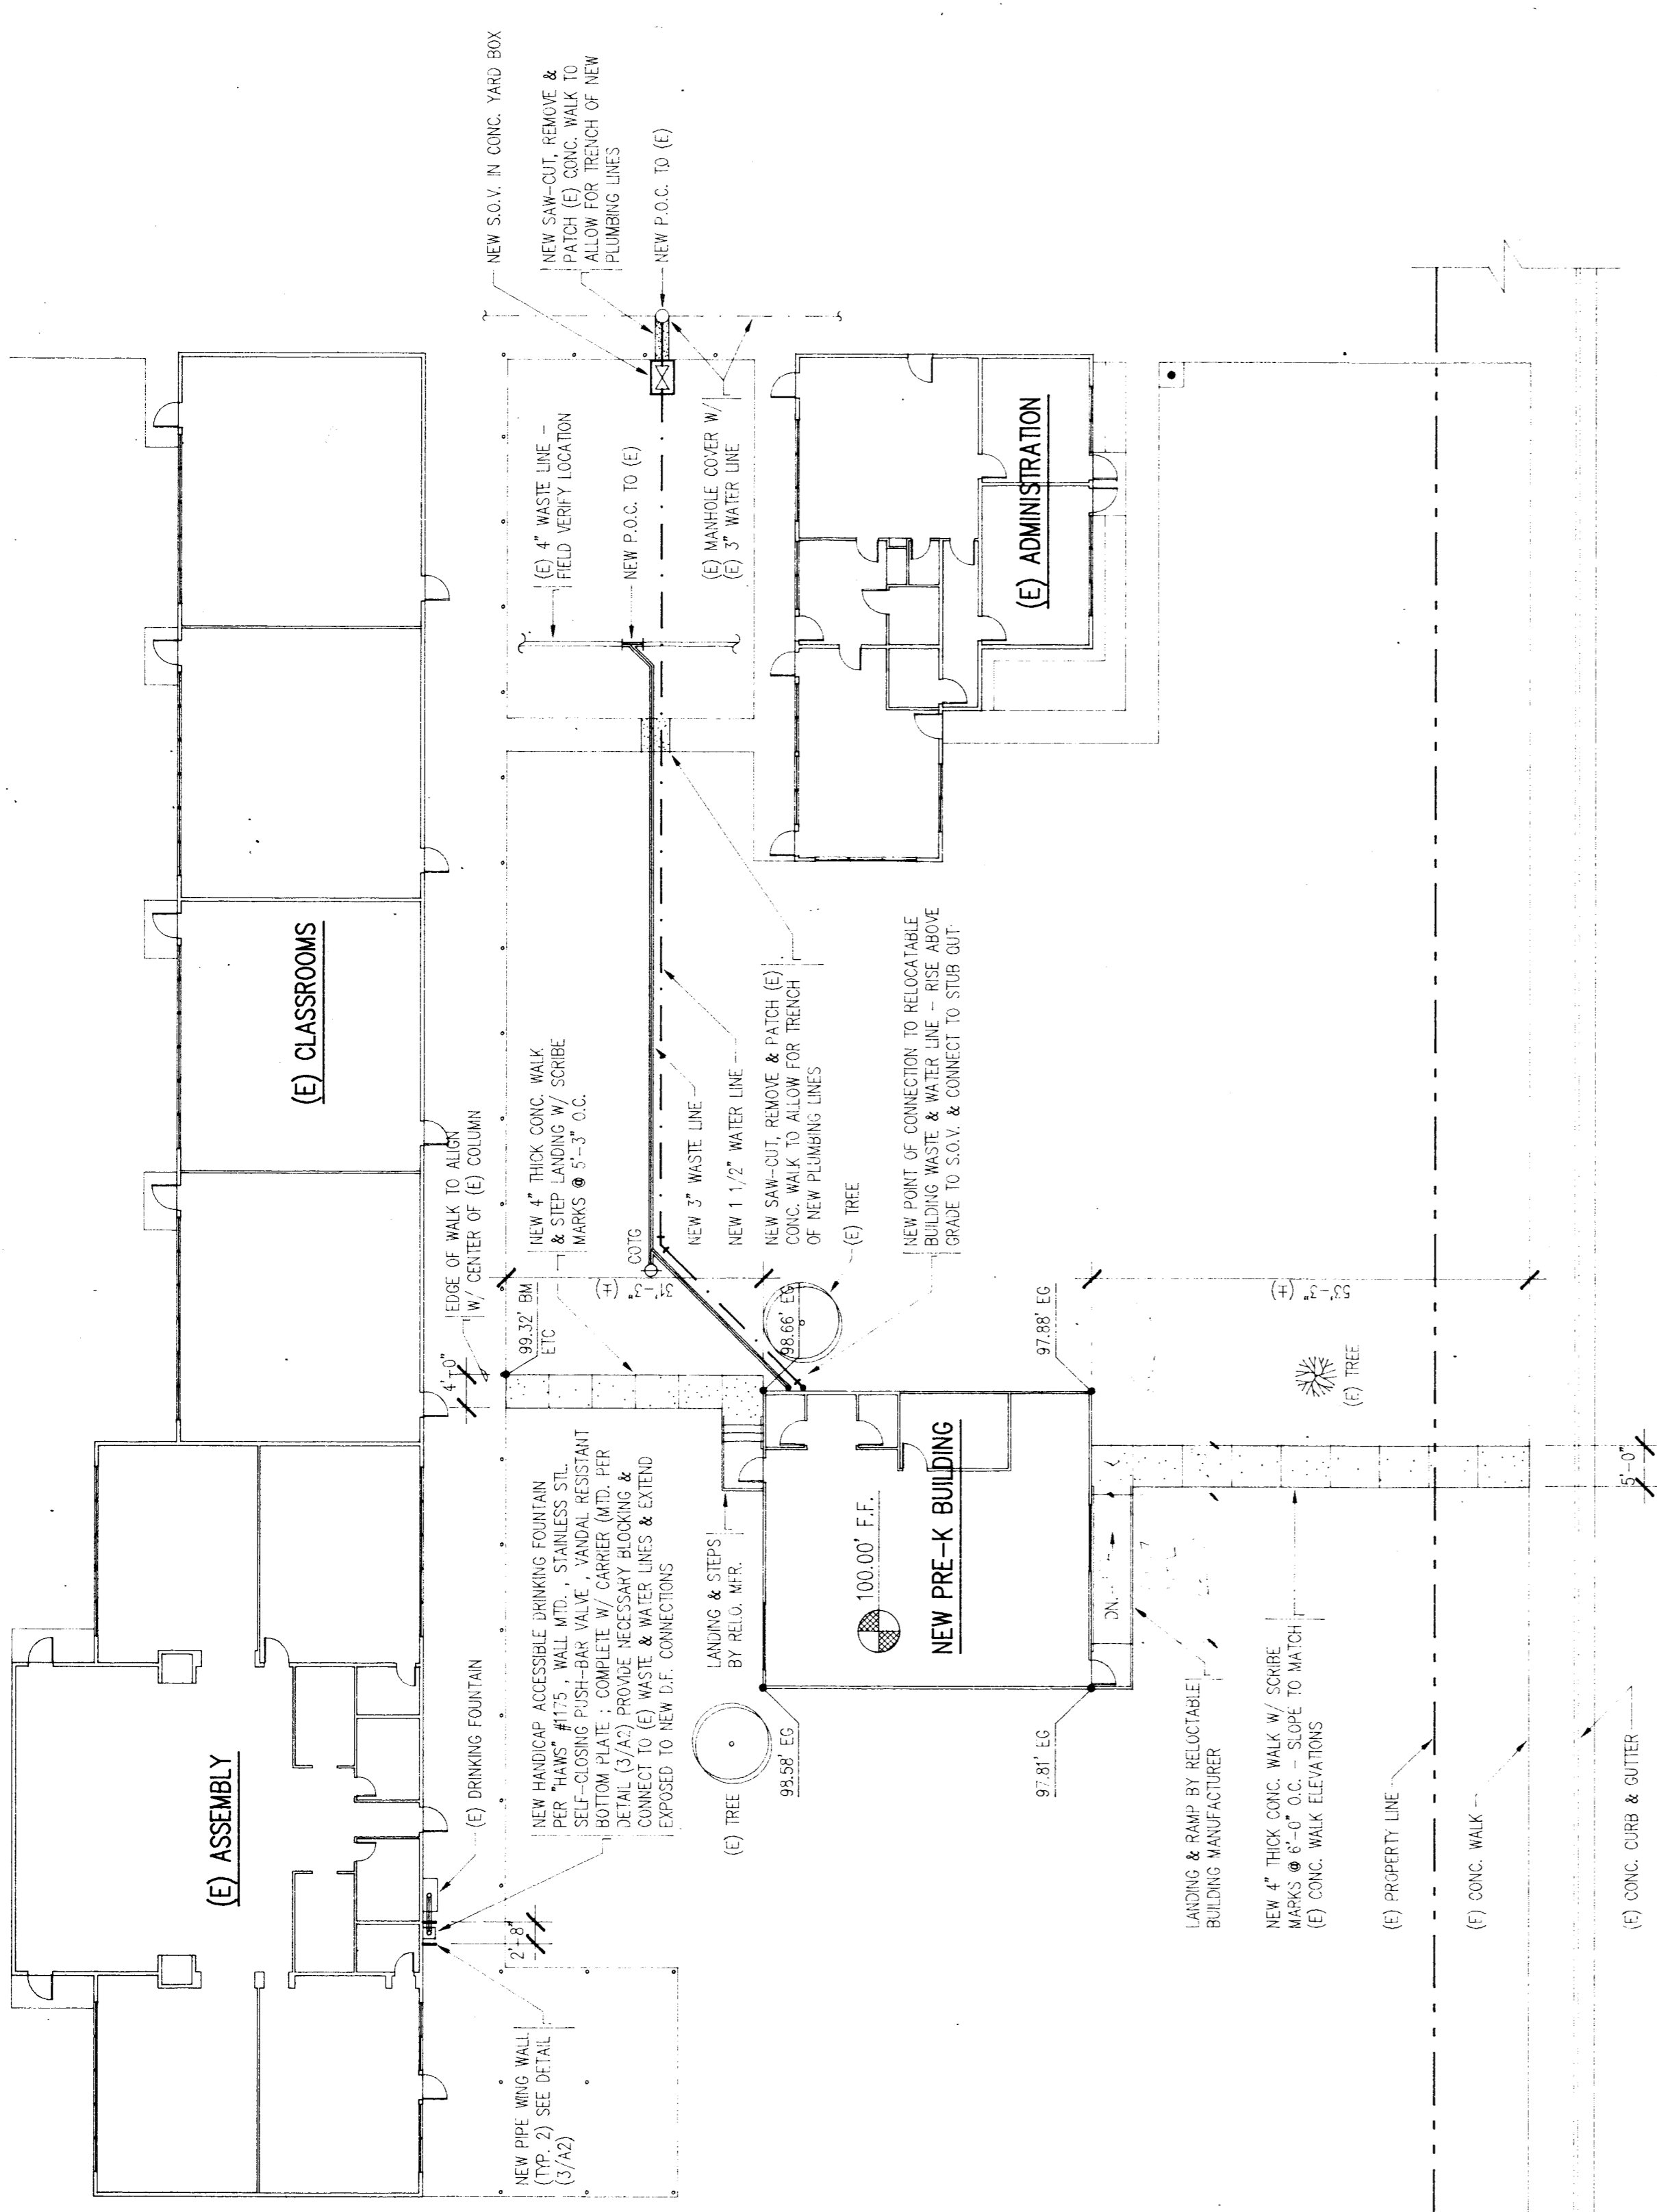 NEW S.O.V. IN CONC. YARD BOX
NEW SAW-CUT, REMOVE &
PATCH (E) CONC. WALK TO
ALLOW FOR TRENCH OF NEW
PLUMBING LINES
NEW P.O.C. TO (E)
(E) 4" WASTE LINE -
FIELD VERIFY LOCATION
NEW P.O.C. TO (E)
(E) MANHOLE COVER W/
(E) 3" WATER LINE
(E) ADMINISTRATION
(E) CLASSROOMS
EDGE OF WALK TO ALIGN
W/ CENTER OF (E) COLUMN
4'-0"
NEW 4" THICK CONC. WALK
& STEP LANDING W/ SCRIBE
MARKS @ 5'-3" O.C.
99.32' BM
ETC
COTG
31'-3" (±)
NEW 3" WASTE LINE
NEW 1 1/2" WATER LINE
NEW SAW-CUT, REMOVE & PATCH (E)
CONC. WALK TO ALLOW FOR TRENCH
OF NEW PLUMBING LINES
98.66' EG
(E) TREE
NEW POINT OF CONNECTION TO RELOCATABLE
BUILDING WASTE & WATER LINE - RISE ABOVE
GRADE TO S.O.V. & CONNECT TO STUB OUT
97.88' EG
53'-3" (±)
(E) TREE
(E) ASSEMBLY
(E) DRINKING FOUNTAIN
NEW HANDICAP ACCESSIBLE DRINKING FOUNTAIN
PER "HAWS" #1175, WALL MTD., STAINLESS STL.
SELF-CLOSING PUSH-BAR VALVE, VANDAL RESISTANT
BOTTOM PLATE; COMPLETE W/ CARRIER (MTD. PER
DETAIL (3/A2) PROVIDE NECESSARY BLOCKING &
CONNECT TO (E) WASTE & WATER LINES & EXTEND
EXPOSED TO NEW D.F. CONNECTIONS
2'-8"
NEW PIPE WING WALL
(TYP. 2) SEE DETAIL
(3/A2)
LANDING & STEPS
BY RELO. MFR.
(E) TREE
98.58' EG
100.00' F.F.
NEW PRE-K BUILDING
97.81' EG
DN.
LANDING & RAMP BY RELOCTABLE
BUILDING MANUFACTURER
NEW 4" THICK CONC. WALK W/ SCRIBE
MARKS @ 6'-0" O.C. - SLOPE TO MATCH
(E) CONC. WALK ELEVATIONS
(E) PROPERTY LINE
(E) CONC. WALK
(E) CONC. CURB & GUTTER
5'-0"